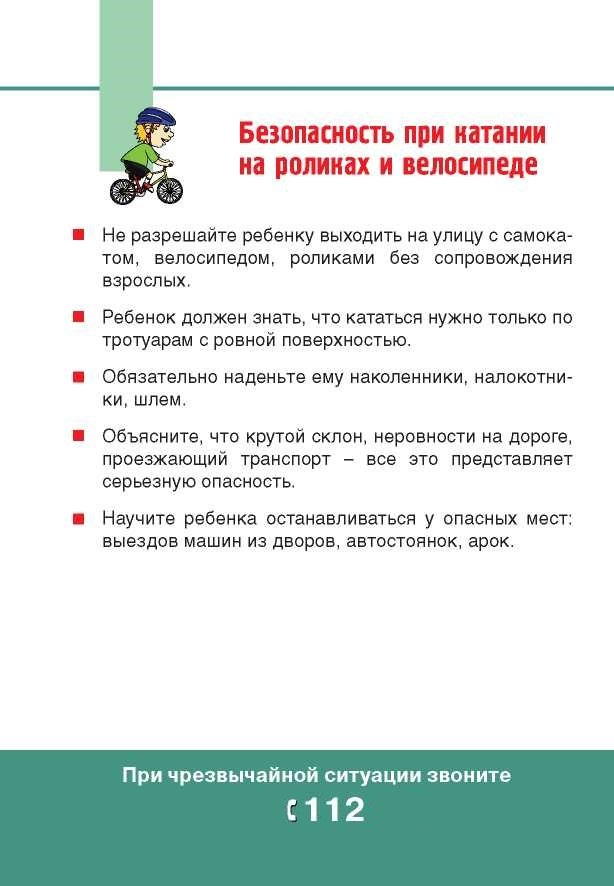 Безопасность при катании
на роликах и велосипеде
Не разрешайте ребенку выходить на улицу с самока-
том, велосипедом, роликами без сопровождения
взрослых.
Ребенок должен знать, что кататься нужно только по
тротуарам с ровной поверхностью.
Обязательно наденьте ему наколенники, налокотни-
ки, шлем.
Объясните, что крутой склон, неровности на дороге,
проезжающий транспорт – все это представляет
серьезную опасность.
Научите ребенка останавливаться у опасных мест:
выездов машин из дворов, автостоянок, арок.
При чрезвычайной ситуации звоните
112